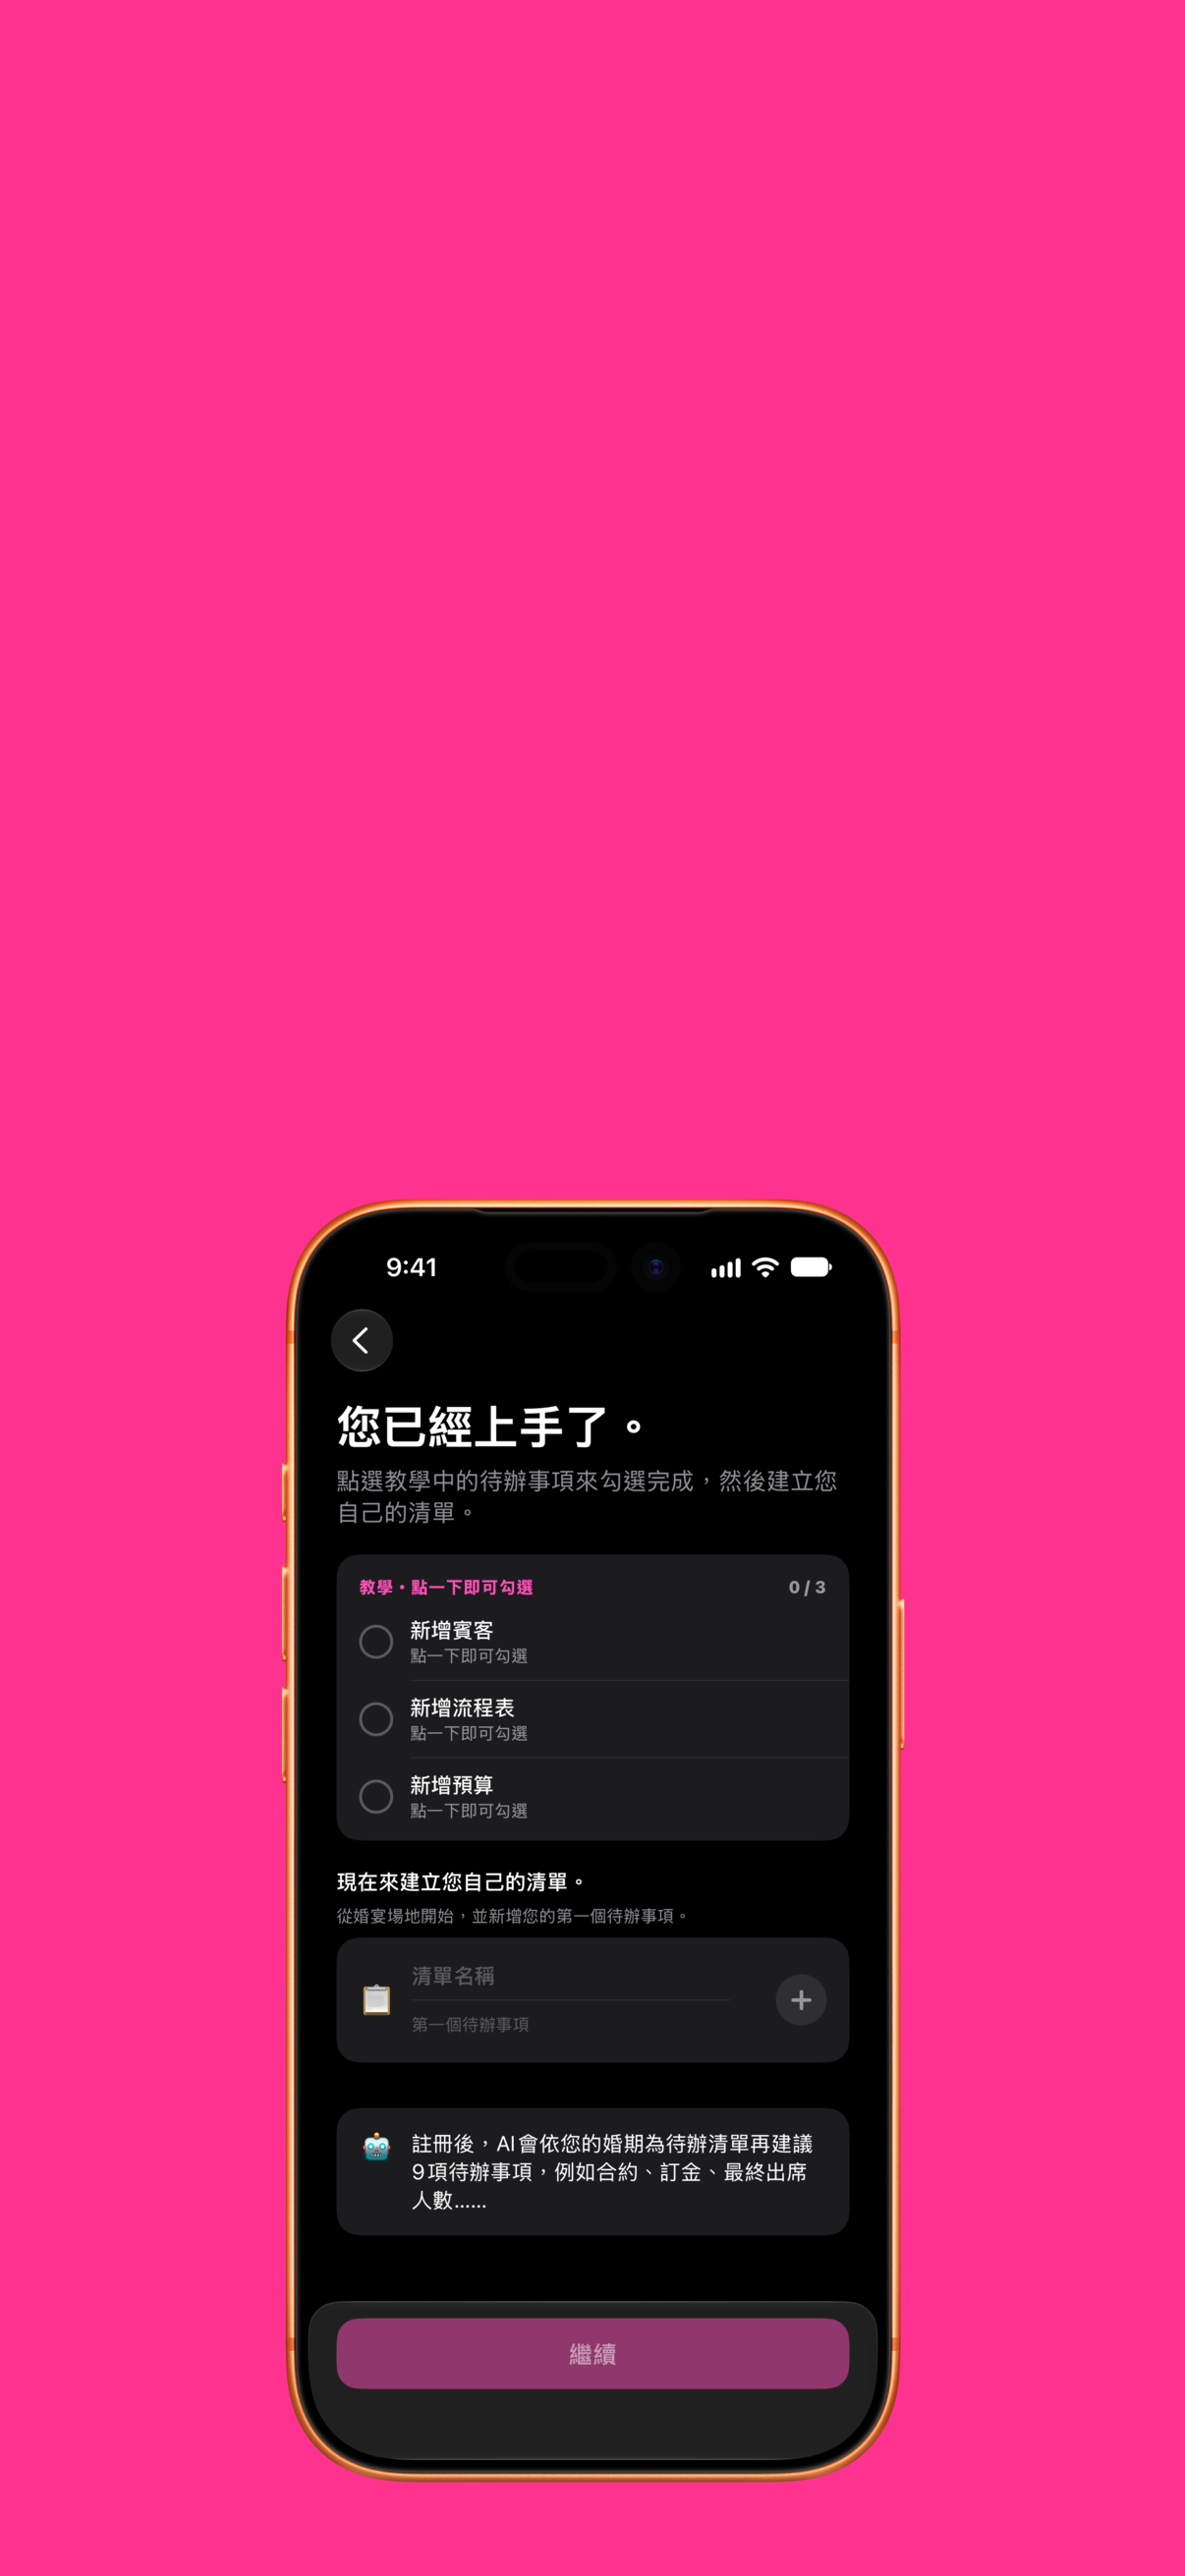 9:41
您已經上手了。
點選教學中的待辦事項來勾選完成，然後建立您
自己的清單。
教學・點一下即可勾選
0 / 3
新增賓客
點一下即可勾選
新增流程表
點一下即可勾選
新增預算
點一下即可勾選
現在來建立您自己的清單。
從婚宴場地開始，並新增您的第一個待辦事項。
清單名稱
第一個待辦事項
註冊後，AI會依您的婚期為待辦清單再建議
9項待辦事項，例如合約、訂金、最終出席
人數……
繼續